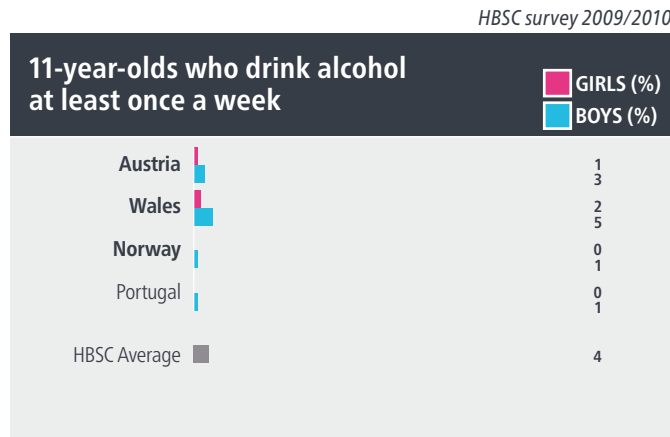 HBSC survey 2009/2010
11-year-olds who drink alcohol
at least once a week
GIRLS (%)
BOYS (%)
Austria
1
3
Wales
2
5
Norway
0
1
Portugal
0
1
HBSC Average
4